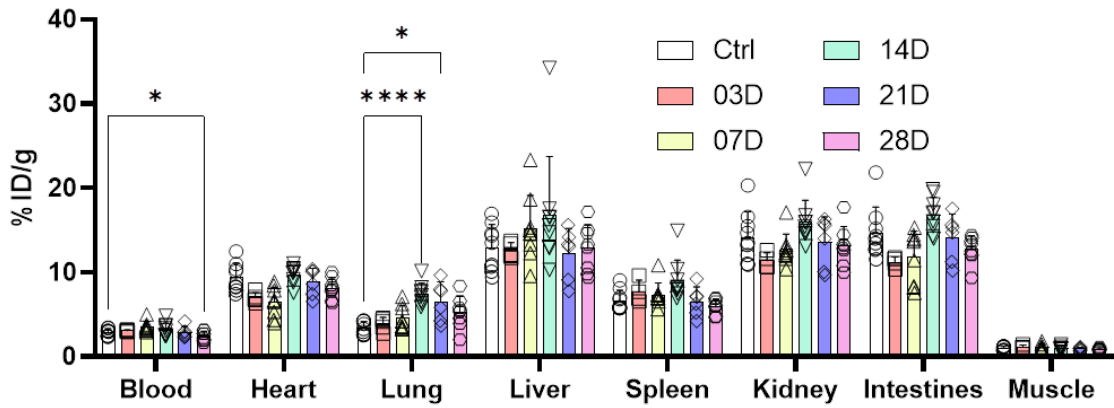 40
30
20
10
0
% ID/g
*
*
****
Ctrl
03D
07D
14D
21D
28D
Blood Heart Lung Liver Spleen Kidney Intestines Muscle